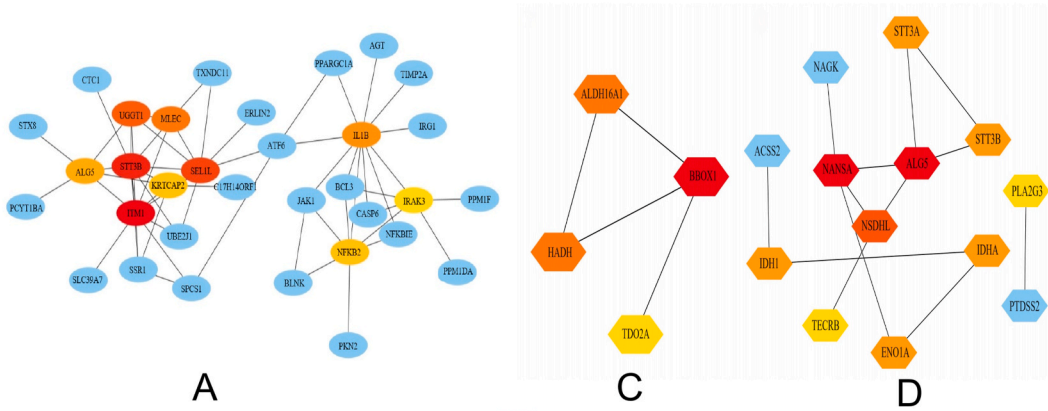 AGT
PPARGC1A
TIMP2A
CTC1
TXNDC11
UGGT1
MLEC
ERLIN2
IRG1
STX8
IL1B
ATF6
STT3B
SEL1L
ALG5
KRTCAP2
C17H14ORF1
BCL3
JAK1
IRAK3
PPM1F
CASP6
PCYT1BA
ITM1
UBE2J1
NFKBIE
NFKB2
SSR1
SLC39A7
SPCS1
BLNK
PPM1DA
PKN2
A
ALDH16A1
BBOX1
HADH
TDO2A
C
STT3A
NAGK
STT3B
ACSS2
NANSA
ALG5
PLA2G3
NSDHL
IDH1
IDHA
PTDSS2
TECRB
ENO1A
D